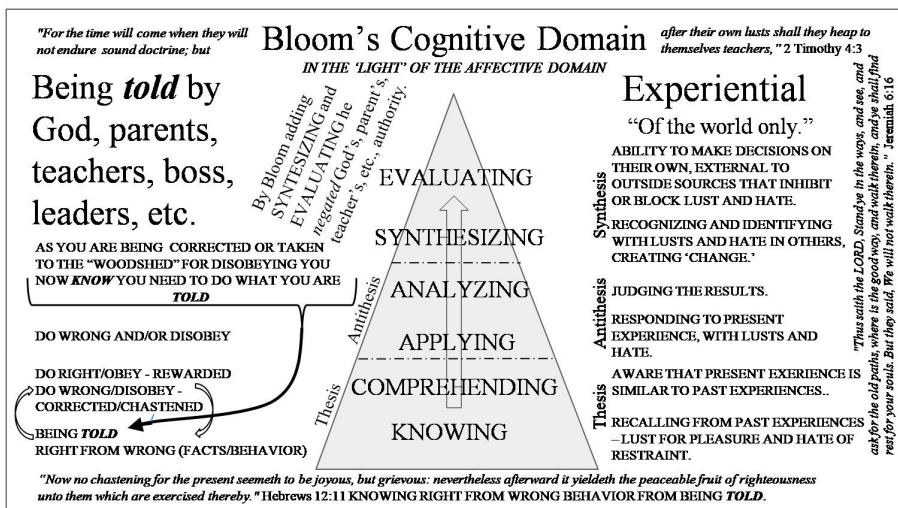 "For the time will come when they will
not endure sound doctrine; but
Bloom's Cognitive Domain
after their own lusts shall they heap to
themselves teachers," 2 Timothy 4:3
IN THE 'LIGHT' OF THE AFFECTIVE DOMAIN
Being told by
God, parents,
teachers, boss,
leaders, etc.
AS YOU ARE BEING CORRECTED OR TAKEN
TO THE "WOODSHED" FOR DISOBEYING YOU
NOW KNOW YOU NEED TO DO WHAT YOU ARE
TOLD
DO WRONG AND/OR DISOBEY
DO RIGHT/OBEY - REWARDED
DO WRONG/DISOBEY -
CORRECTED/CHASTENED
BEING TOLD
RIGHT FROM WRONG (FACTS/BEHAVIOR)
By Bloom adding
SYNTESIZING and
EVALUATING he
negated God's, parent's,
teacher's, etc., authority.
Antithesis
Thesis
EVALUATING
SYNTHESIZING
ANALYZING
APPLYING
COMPREHENDING
KNOWING
Experiential
"Of the world only."
Synthesis
ABILITY TO MAKE DECISIONS ON
THEIR OWN, EXTERNAL TO
OUTSIDE SOURCES THAT INHIBIT
OR BLOCK LUST AND HATE.
RECOGNIZING AND IDENTIFYING
WITH LUSTS AND HATE IN OTHERS,
CREATING 'CHANGE.'
Antithesis
JUDGING THE RESULTS.
RESPONDING TO PRESENT
EXPERIENCE, WITH LUSTS AND
HATE.
Thesis
AWARE THAT PRESENT EXERIENCE IS
SIMILAR TO PAST EXPERIENCES..
RECALLING FROM PAST EXPERIENCES
– LUST FOR PLEASURE AND HATE OF
RESTRAINT.
"Thus saith the LORD, Stand ye in the ways, and see, and
ask for the old paths, where is the good way, and walk therein, and ye shall find
rest for your souls. But they said, We will not walk therein." Jeremiah 6:16
"Now no chastening for the present seemeth to be joyous, but grievous: nevertheless afterward it yieldeth the peaceable fruit of righteousness
unto them which are exercised thereby." Hebrews 12:11 KNOWING RIGHT FROM WRONG BEHAVIOR FROM BEING TOLD.